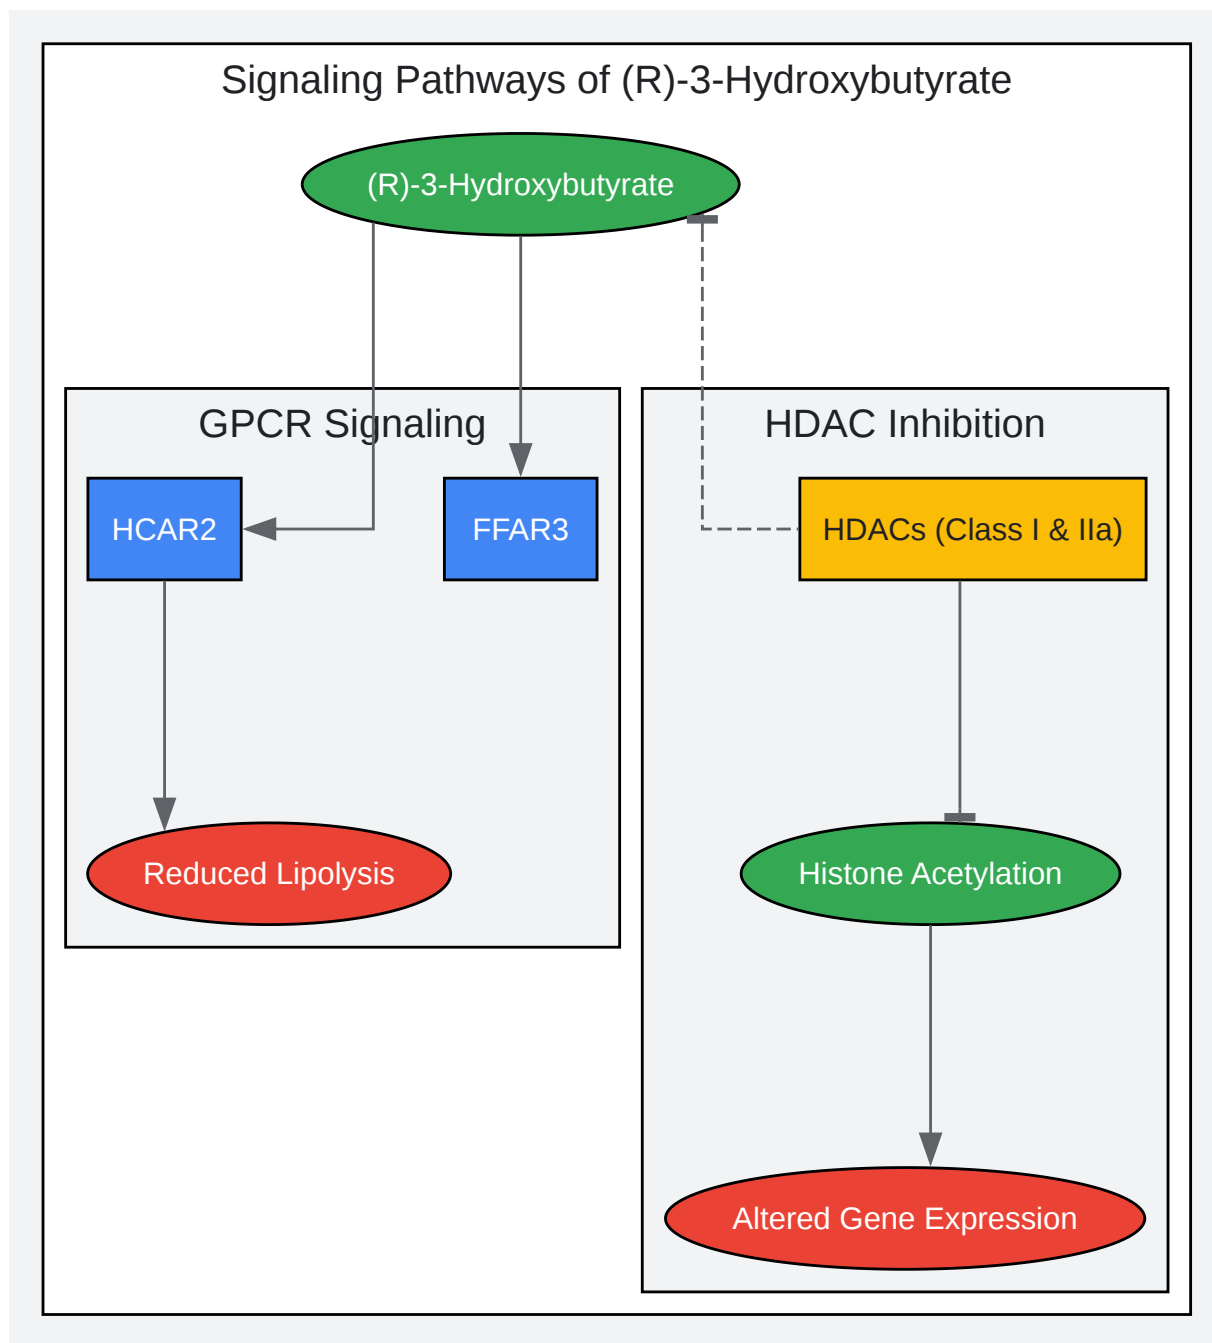 Signaling Pathways of (R)-3-Hydroxybutyrate
(R)-3-Hydroxybutyrate
GPCR Signaling
HDAC Inhibition
HCAR2
FFAR3
HDACs (Class I & IIa)
Reduced Lipolysis
Histone Acetylation
Altered Gene Expression